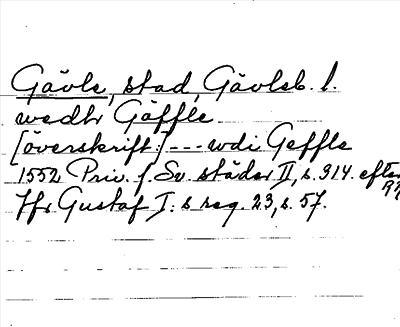 Gävle, stad, Gävleb. l.
wedh Gäffle
[överskrift:] --- wdi Geffle
1552 Priv. f. Sv. städer II, s. 314. efter
Jfr Gustaf I:s reg. 23, s. 57.